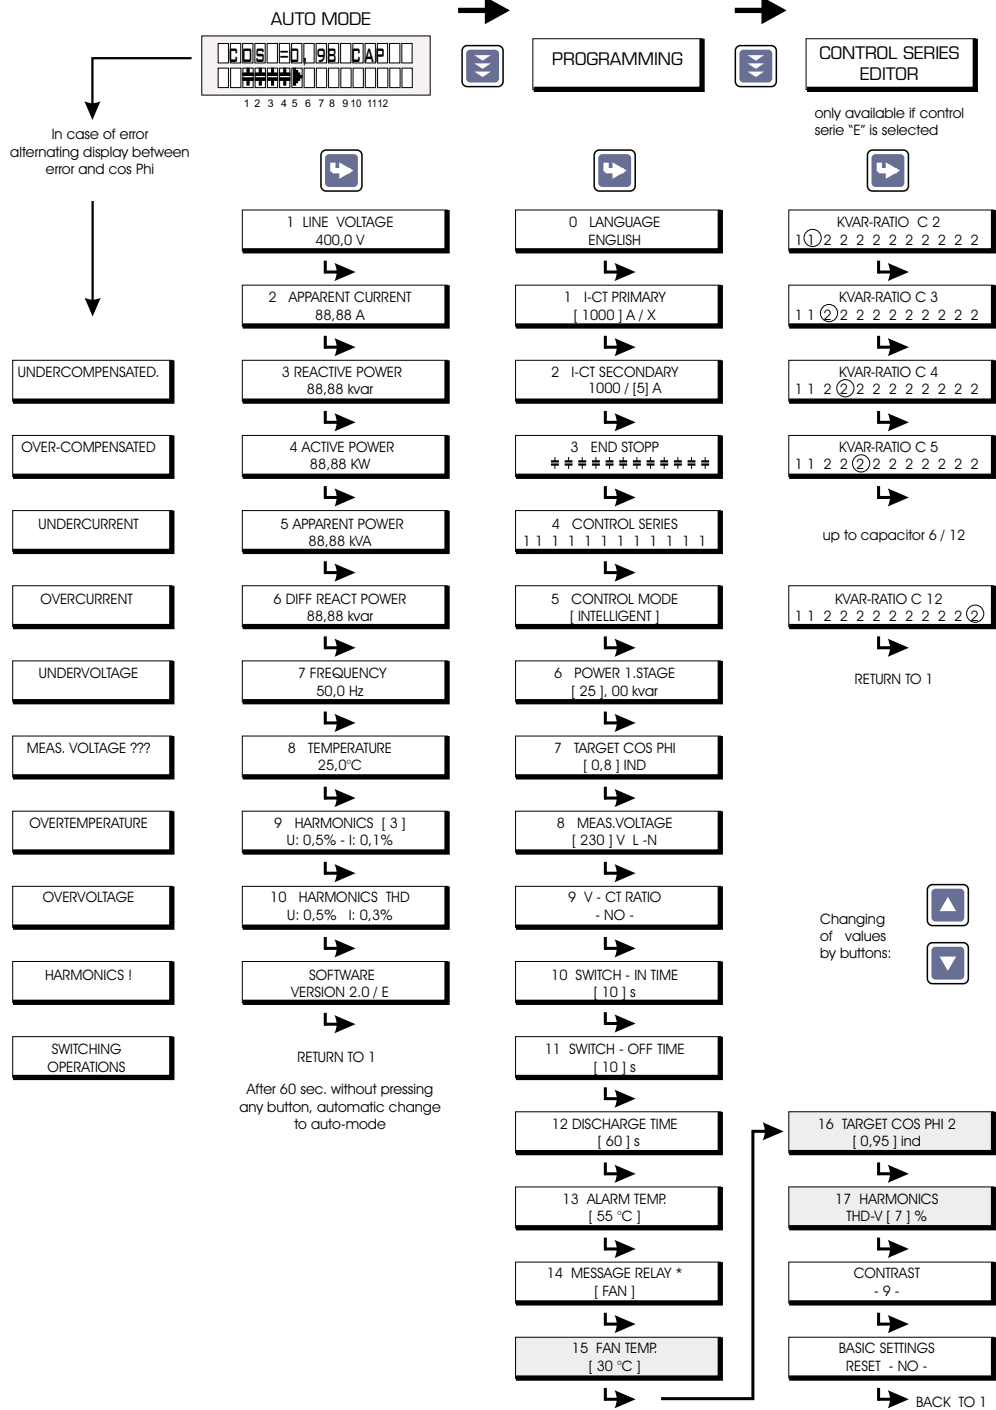 AUTO MODE
COS =0, 98 CAP
1 2 3 4 5 6 7 8 9 10 11 12
In case of error
alternating display between
error and cos Phi
UNDERCOMPENSATED.
OVER-COMPENSATED
UNDERCURRENT
OVERCURRENT
UNDERVOLTAGE
MEAS. VOLTAGE ???
OVERTEMPERATURE
OVERVOLTAGE
HARMONICS !
SWITCHING
OPERATIONS
1 LINE VOLTAGE
400,0 V
2 APPARENT CURRENT
88,88 A
3 REACTIVE POWER
88,88 kvar
4 ACTIVE POWER
88,88 KW
5 APPARENT POWER
88,88 kVA
6 DIFF REACT POWER
88,88 kvar
7 FREQUENCY
50,0 Hz
8 TEMPERATURE
25,0°C
9 HARMONICS [ 3 ]
U: 0,5% - I: 0,1%
10 HARMONICS THD
U: 0,5% I: 0,3%
SOFTWARE
VERSION 2.0 / E
RETURN TO 1
After 60 sec. without pressing
any button, automatic change
to auto-mode
PROGRAMMING
0 LANGUAGE
ENGLISH
1 I-CT PRIMARY
[ 1000 ] A / X
2 I-CT SECONDARY
1000 / [5] A
3 END STOPP
4 CONTROL SERIES
1 1 1 1 1 1 1 1 1 1 1 1
5 CONTROL MODE
[ INTELLIGENT ]
6 POWER 1.STAGE
[ 25 ], 00 kvar
7 TARGET COS PHI
[ 0,8 ] IND
8 MEAS.VOLTAGE
[ 230 ] V L -N
9 V - CT RATIO
- NO -
10 SWITCH - IN TIME
[ 10 ] s
11 SWITCH - OFF TIME
[ 10 ] s
12 DISCHARGE TIME
[ 60 ] s
13 ALARM TEMP.
[ 55 °C ]
14 MESSAGE RELAY *
[ FAN ]
15 FAN TEMP.
[ 30 °C ]
CONTROL SERIES
EDITOR
only available if control
serie "E" is selected
KVAR-RATIO C 2
1 1 2 2 2 2 2 2 2 2 2 2
KVAR-RATIO C 3
1 1 2 2 2 2 2 2 2 2 2 2
KVAR-RATIO C 4
1 1 2 2 2 2 2 2 2 2 2 2
KVAR-RATIO C 5
1 1 2 2 2 2 2 2 2 2 2 2
up to capacitor 6 / 12
KVAR-RATIO C 12
1 1 2 2 2 2 2 2 2 2 2 2
RETURN TO 1
Changing
of values
by buttons:
16 TARGET COS PHI 2
[ 0,95 ] ind
17 HARMONICS
THD-V [ 7 ] %
CONTRAST
- 9 -
BASIC SETTINGS
RESET - NO -
BACK TO 1